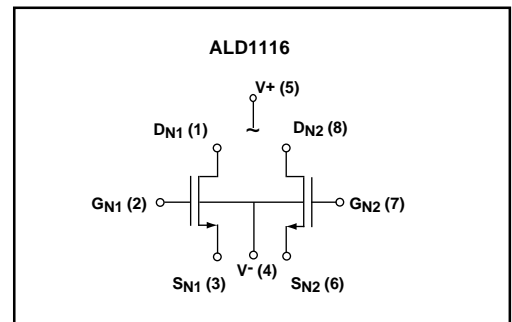 ALD1116
V+ (5)
~
DN1 (1) DN2 (8)
GN1 (2) GN2 (7)
V- (4)
SN1 (3) SN2 (6)